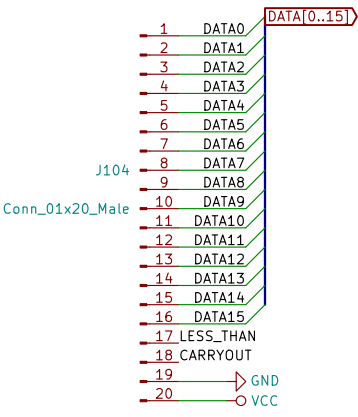 DATA[0..15]
1 DATA0
2 DATA1
3 DATA2
4 DATA3
5 DATA4
6 DATA5
7 DATA6
J104 8 DATA7
9 DATA8
Conn_01x20_Male 10 DATA9
11 DATA10
12 DATA11
13 DATA12
14 DATA13
15 DATA14
16 DATA15
17 LESS_THAN
18 CARRYOUT
19 GND
20 VCC